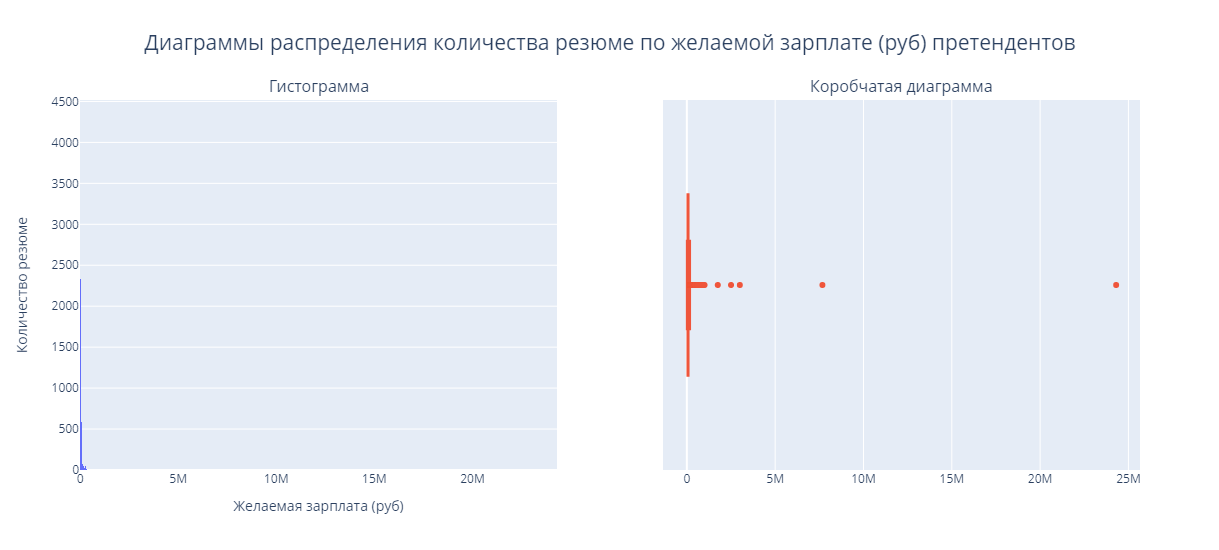 Диаграммы распределения количества резюме по желаемой зарплате (руб) претендентов
Гистограмма
4500
4000
3500
3000
2500
2000
1500
1000
500
0
Количество резюме
0 5M 10M 15M 20M
Желаемая зарплата (руб)
Коробчатая диаграмма
0 5M 10M 15M 20M 25M